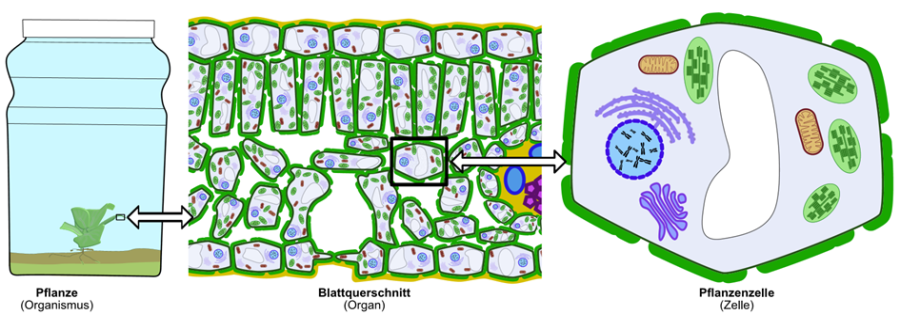 Pflanze
(Organismus)
Blattquerschnitt
(Organ)
Pflanzenzelle
(Zelle)